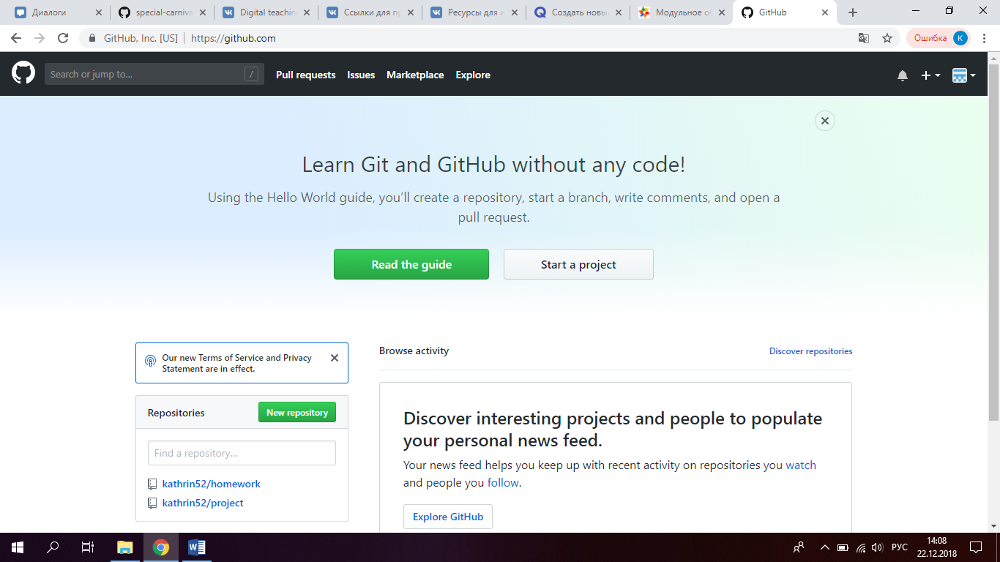 Диалоги
special-carniva
Digital teachin
Ссылки для п
Ресурсы для и
Создать новы
Модульное об
GitHub
GitHub, Inc. [US]
https://github.com
Ошибка
K
Search or jump to...
/
Pull requests
Issues
Marketplace
Explore
Learn Git and GitHub without any code!
Using the Hello World guide, you’ll create a repository, start a branch, write comments, and open a
pull request.
Read the guide
Start a project
Our new Terms of Service and Privacy
Statement are in effect.
Repositories
New repository
Find a repository...
kathrin52/homework
kathrin52/project
Browse activity
Discover repositories
Discover interesting projects and people to populate
your personal news feed.
Your news feed helps you keep up with recent activity on repositories you watch
and people you follow.
Explore GitHub
РУС
14:08
22.12.2018